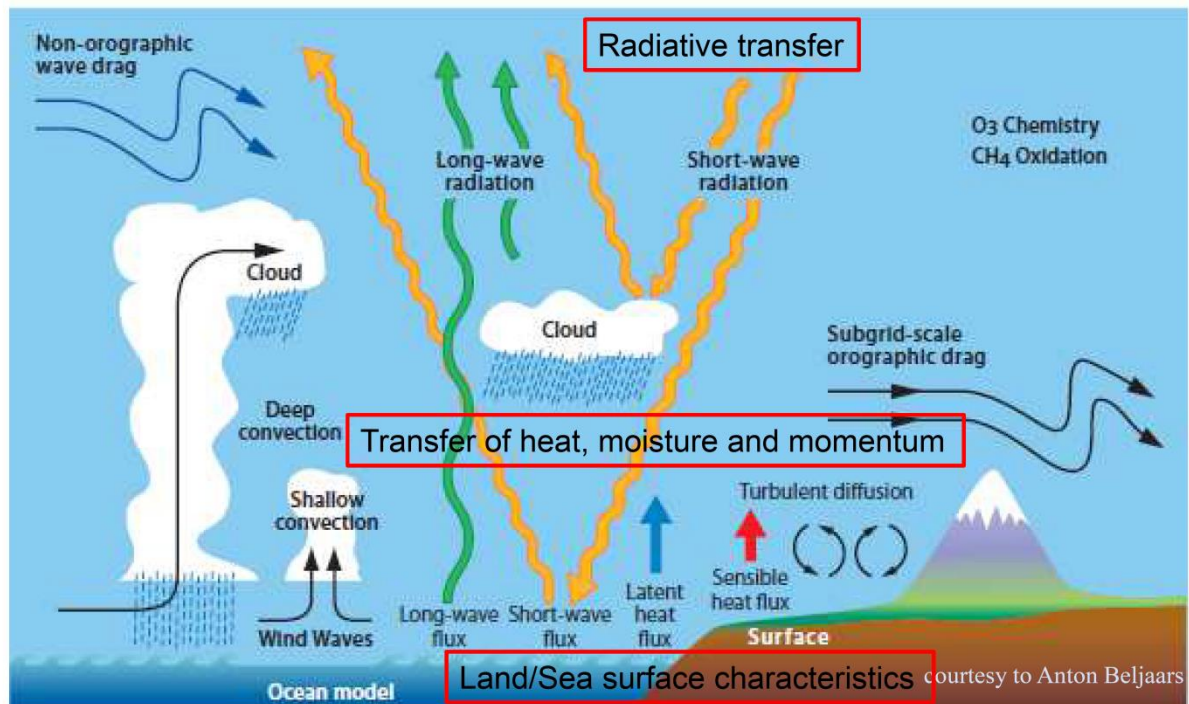 Non-orographic
wave drag
Radiative transfer
O3 Chemistry
CH4 Oxidation
Long-wave
radiation
Short-wave
radiation
Cloud
Cloud
Subgrid-scale
orographic drag
Deep
convection
Transfer of heat, moisture and momentum
Shallow
convection
Turbulent diffusion
Wind Waves
Long-wave
flux
Short-wave
flux
Latent
heat
flux
Sensible
heat flux
Surface
Ocean model
Land/Sea surface characteristics
courtesy to Anton Beljaars